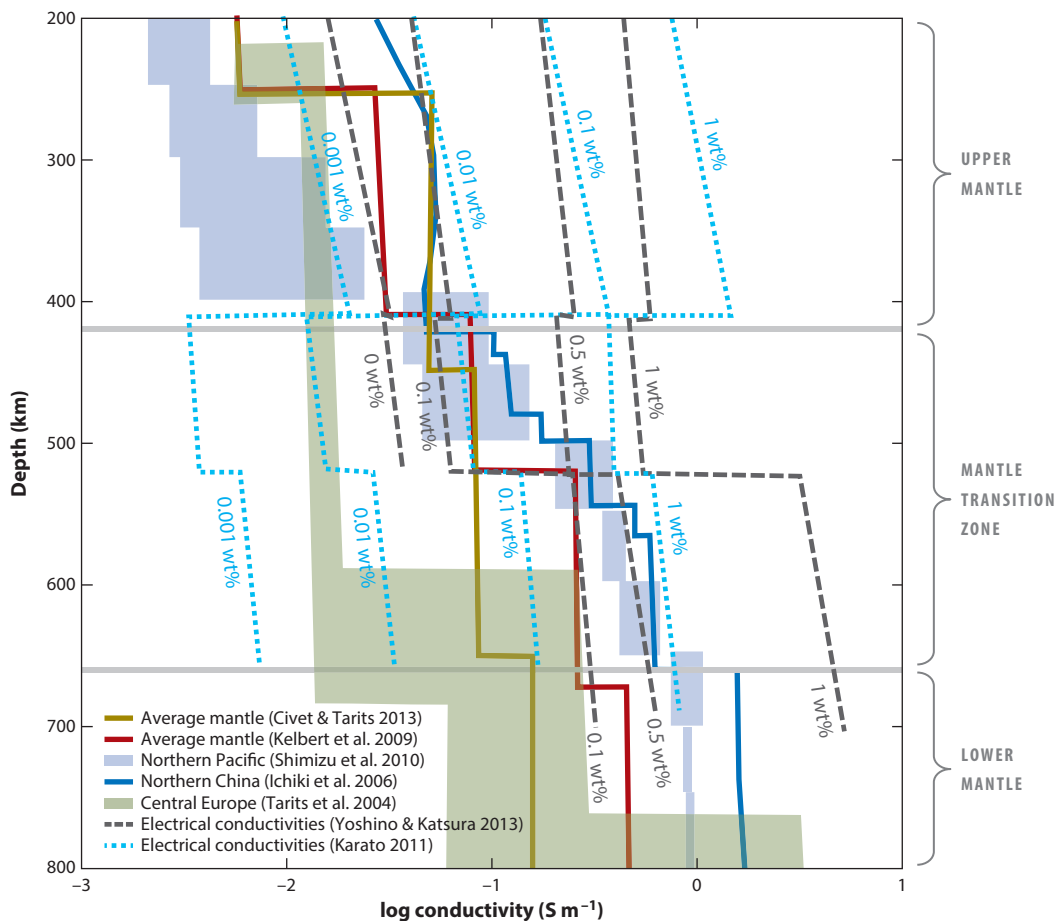 200
300
400
500
600
700
800
Depth (km)
−3
−2
−1
0
1
log conductivity (S m−1)
0.001 wt%
0.01 wt%
0.1 wt%
1 wt%
0 wt%
0.1 wt%
0.5 wt%
1 wt%
0.001 wt%
0.01 wt%
0.1 wt%
1 wt%
0.1 wt%
0.5 wt%
1 wt%
UPPER
MANTLE
MANTLE
TRANSITION
ZONE
LOWER
MANTLE
Average mantle (Civet & Tarits 2013)
Average mantle (Kelbert et al. 2009)
Northern Pacific (Shimizu et al. 2010)
Northern China (Ichiki et al. 2006)
Central Europe (Tarits et al. 2004)
Electrical conductivities (Yoshino & Katsura 2013)
Electrical conductivities (Karato 2011)